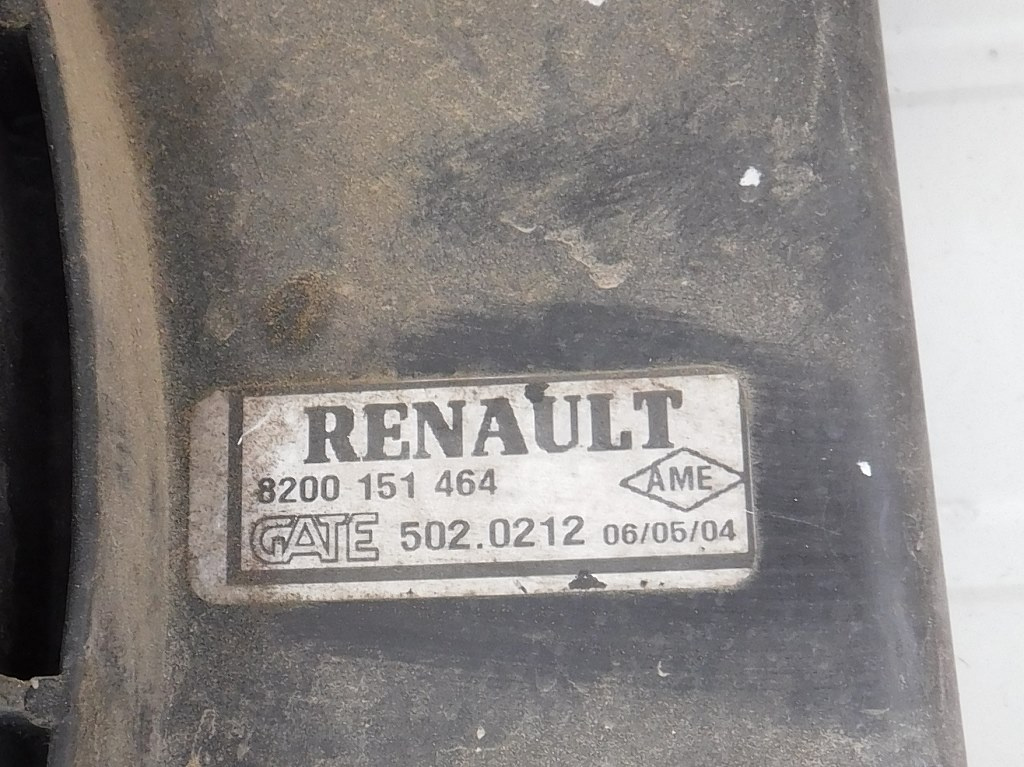 RENAULT
8200 151 464
AME
GATE 502.0212 06/05/04